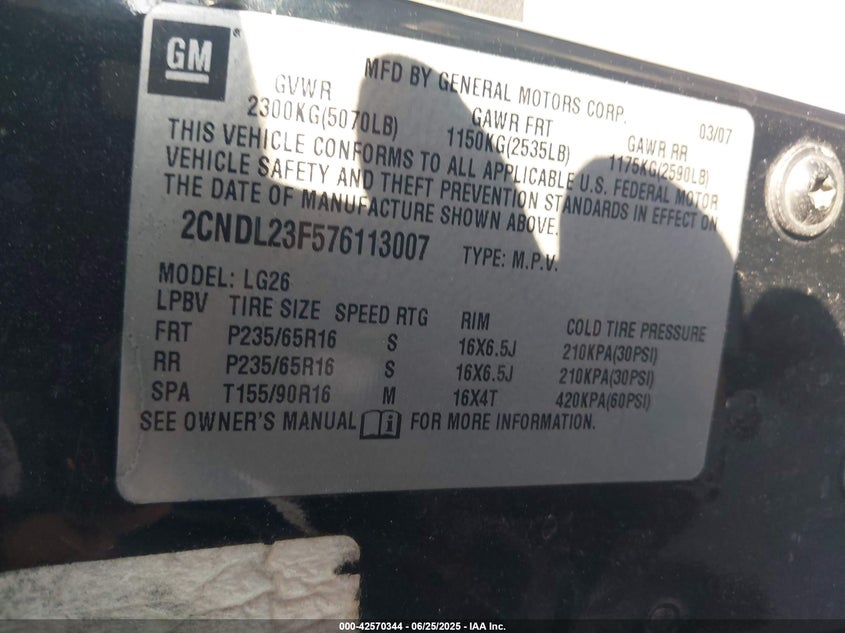 GM
MFD BY GENERAL MOTORS CORP. 03/07
GVWR GAWR FRT GAWR RR
2300KG(5070LB) 1150KG(2535LB) 1175KG(2590LB)
THIS VEHICLE CONFORMS TO ALL APPLICABLE U.S. FEDERAL MOTOR
VEHICLE SAFETY AND THEFT PREVENTION STANDARDS IN EFFECT ON
THE DATE OF MANUFACTURE SHOWN ABOVE.
2CNDL23F576113007 TYPE: M.P.V.
MODEL: LG26
LPBV TIRE SIZE SPEED RTG RIM COLD TIRE PRESSURE
FRT P235/65R16 S 16X6.5J 210KPA(30PSI)
RR P235/65R16 S 16X6.5J 210KPA(30PSI)
SPA T155/90R16 M 16X4T 420KPA(60PSI)
SEE OWNER'S MANUAL FOR MORE INFORMATION.
000-42570344 - 06/25/2025 - IAA Inc.